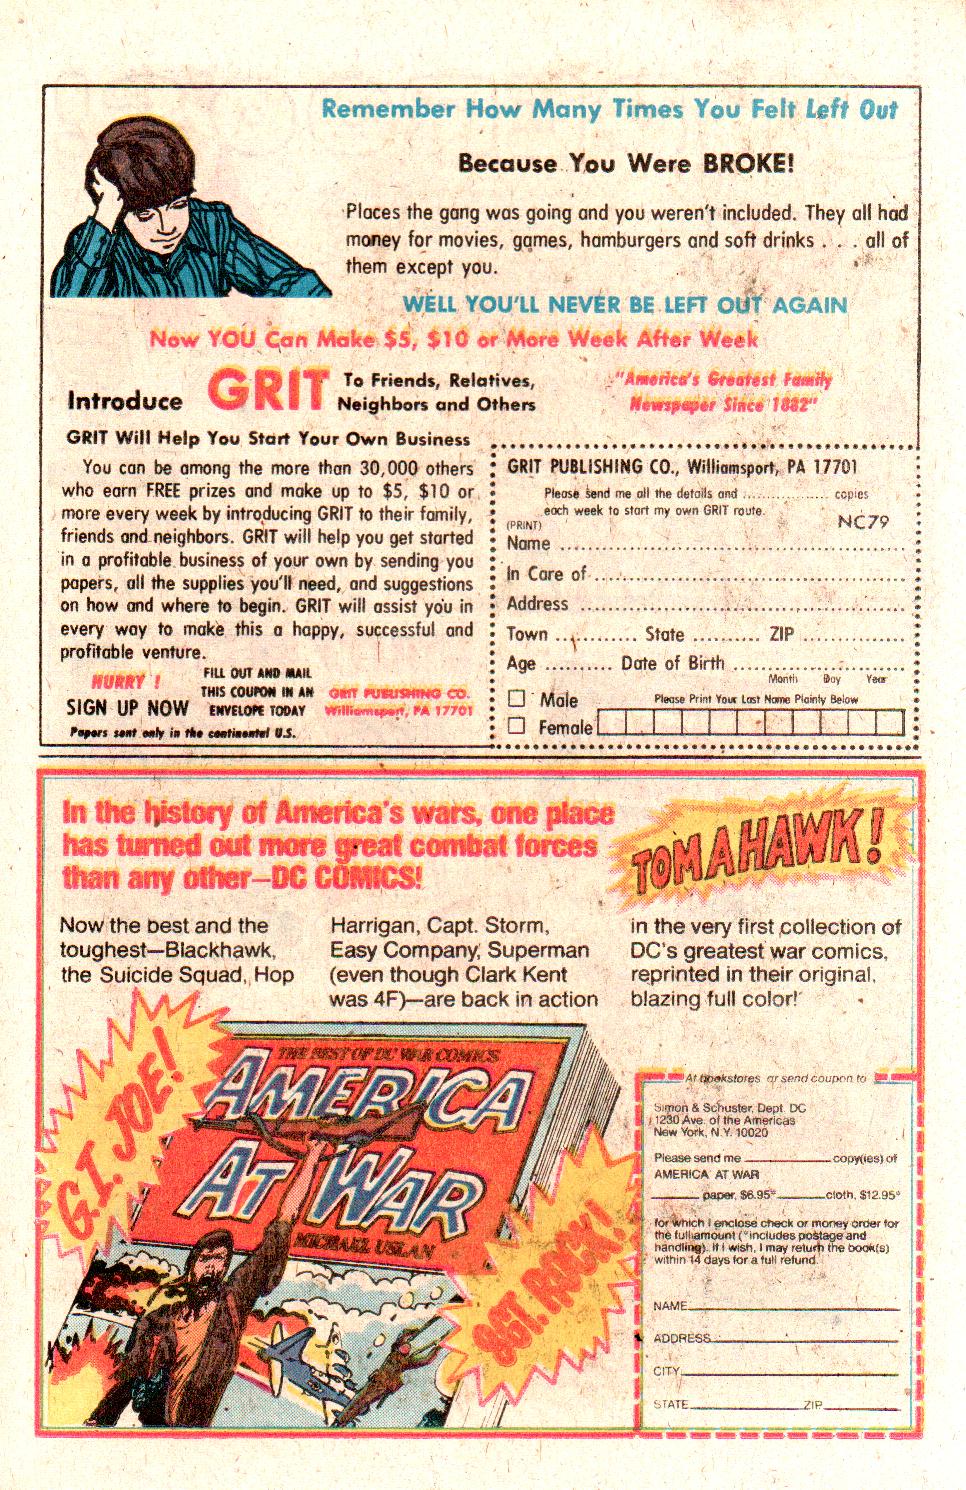 Remember How Many Times You Felt Left Out
Because You Were BROKE!
Places the gang was going and you weren't included. They all had
money for movies, games, hamburgers and soft drinks . . . all of
them except you.
WELL YOU'LL NEVER BE LEFT OUT AGAIN
Now YOU Can Make $5, $10 or More Week After Week
Introduce GRIT To Friends, Relatives,
Neighbors and Others
"America's Greatest Family
Newspaper Since 1882"
GRIT Will Help You Start Your Own Business
You can be among the more than 30,000 others
who earn FREE prizes and make up to $5, $10 or
more every week by introducing GRIT to their family,
friends and neighbors. GRIT will help you get started
in a profitable business of your own by sending you
papers, all the supplies you'll need, and suggestions
on how and where to begin. GRIT will assist you in
every way to make this a happy, successful and
profitable venture.
HURRY !
SIGN UP NOW
FILL OUT AND MAIL
THIS COUPON IN AN
ENVELOPE TODAY
GRIT PUBLISHING CO.
Williamsport, PA 17701
Papers sent only in the continental U.S.
GRIT PUBLISHING CO., Williamsport, PA 17701
Please send me all the details and .................. copies
each week to start my own GRIT route.
NC79
(PRINT)
Name
In Care of
Address
Town ............ State .......... ZIP ...............
Age .......... Date of Birth .........................
Month Day Year
Male
Please Print Your Last Name Plainly Below
Female
In the history of America's wars, one place
has turned out more great combat forces
than any other—DC COMICS!
TOMAHAWK!
Now the best and the
toughest—Blackhawk,
the Suicide Squad, Hop
Harrigan, Capt. Storm,
Easy Company, Superman
(even though Clark Kent
was 4F)—are back in action
in the very first collection of
DC's greatest war comics,
reprinted in their original,
blazing full color!
G.I. JOE!
THE BEST OF DC WAR COMICS
AMERICA
AT WAR
MICHAEL USLAN
SGT. ROCK!
At bookstores or send coupon to
Simon & Schuster, Dept. DC
1230 Ave. of the Americas
New York, N.Y. 10020
Please send me ____________ copy(ies) of
AMERICA AT WAR
______ paper, $6.95* ______ cloth, $12.95*
for which I enclose check or money order for
the full amount (*includes postage and
handling). If I wish, I may return the book(s)
within 14 days for a full refund.
NAME
ADDRESS
CITY
STATE ZIP